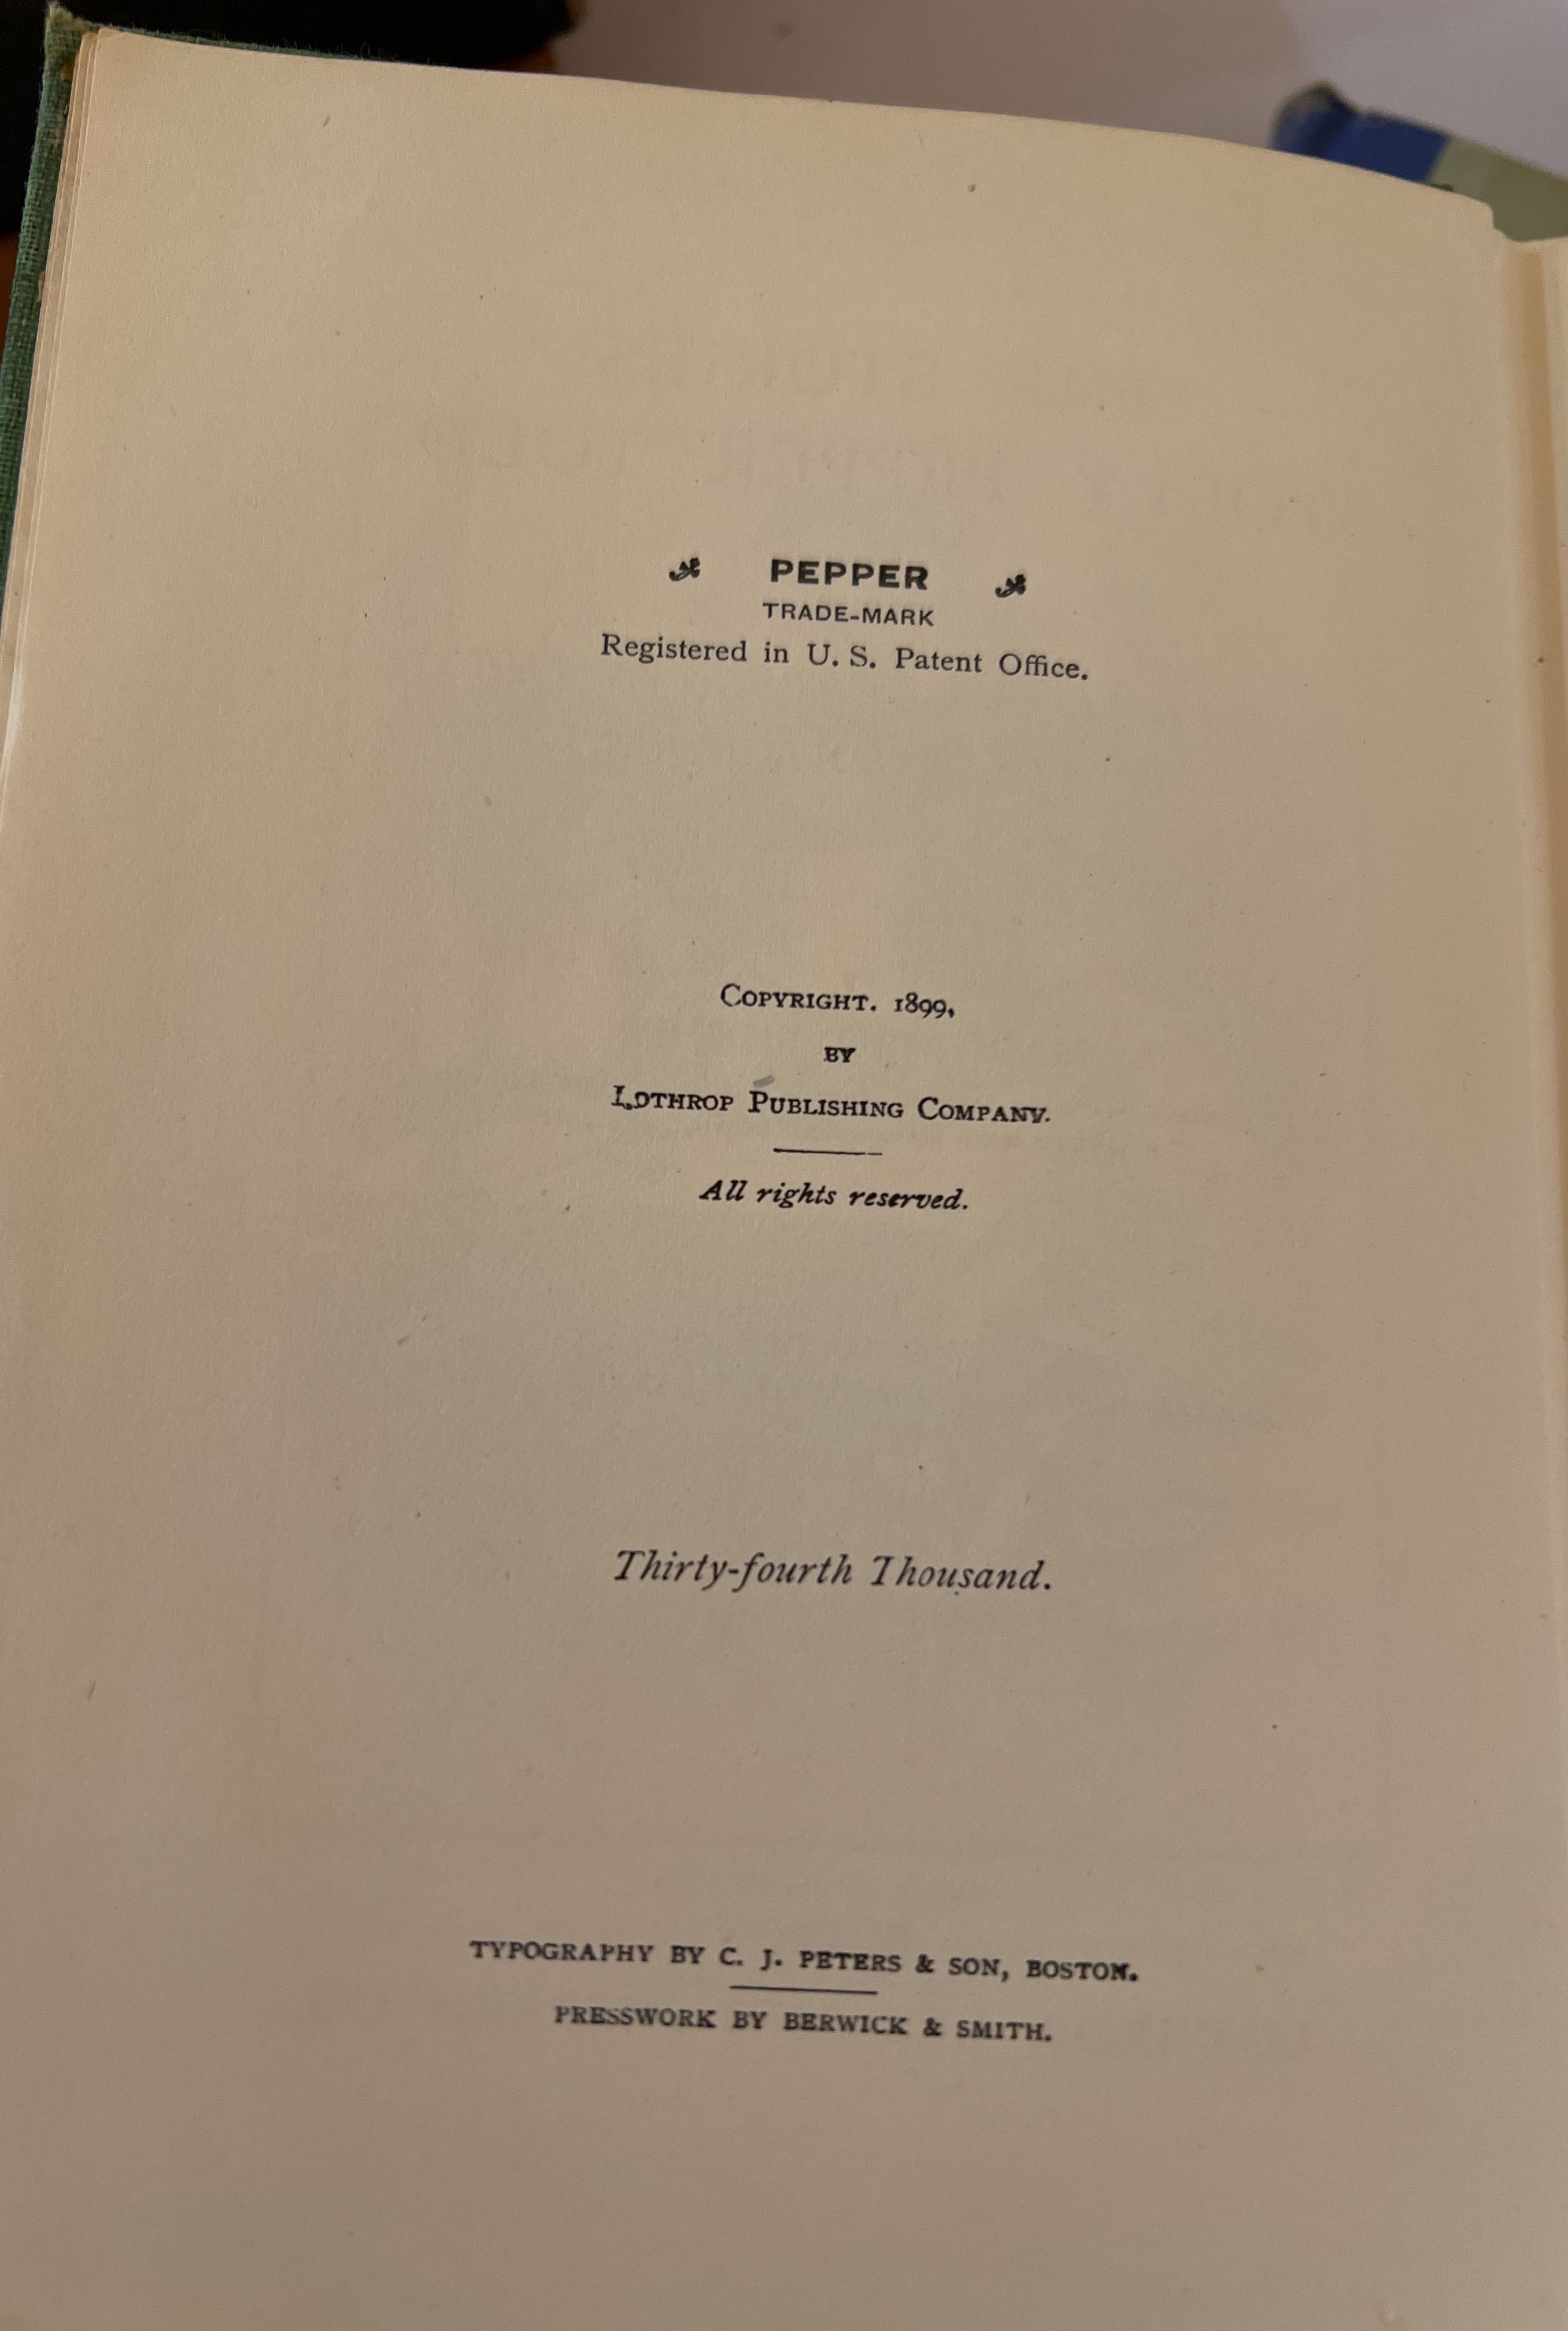 PEPPER
TRADE-MARK
Registered in U. S. Patent Office.
COPYRIGHT. 1899,
BY
LOTHROP PUBLISHING COMPANY.
All rights reserved.
Thirty-fourth Thousand.
TYPOGRAPHY BY C. J. PETERS & SON, BOSTON.
PRESSWORK BY BERWICK & SMITH.